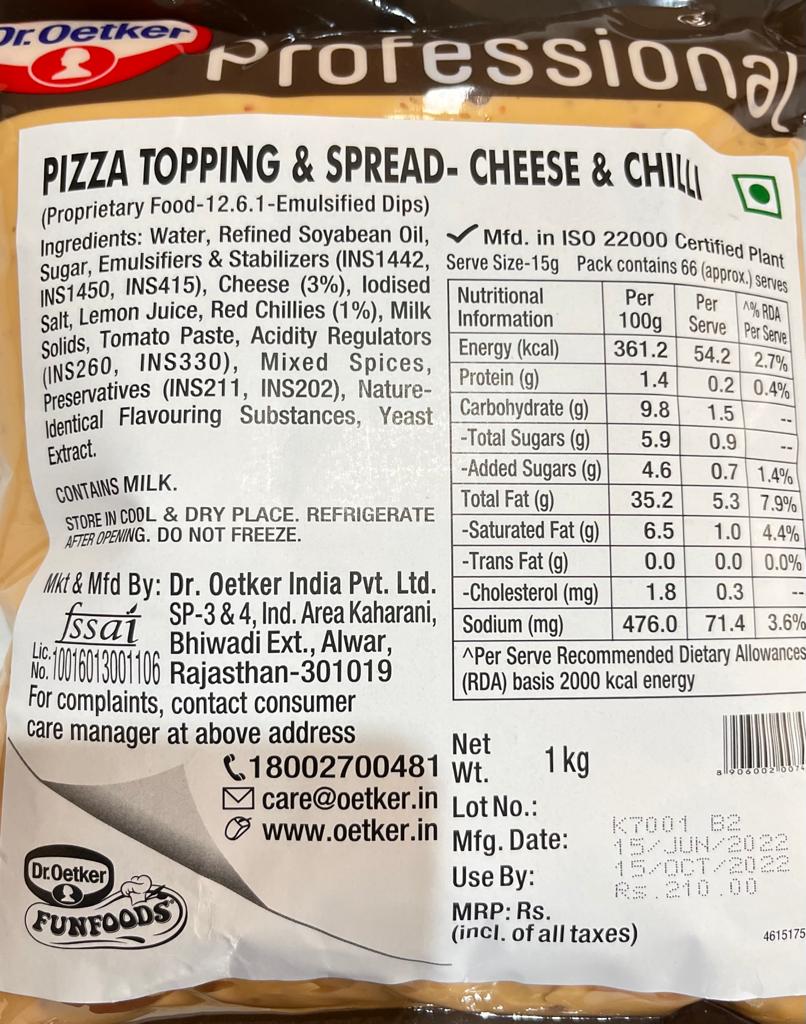 Dr. Oetker
Professional
PIZZA TOPPING & SPREAD- CHEESE & CHILLI
(Proprietary Food-12.6.1-Emulsified Dips)
Ingredients: Water, Refined Soyabean Oil,
Sugar, Emulsifiers & Stabilizers (INS1442,
INS1450, INS415), Cheese (3%), Iodised
Salt, Lemon Juice, Red Chillies (1%), Milk
Solids, Tomato Paste, Acidity Regulators
(INS260, INS330), Mixed Spices,
Preservatives (INS211, INS202), Nature-
Identical Flavouring Substances, Yeast
Extract.
CONTAINS MILK.
STORE IN COOL & DRY PLACE. REFRIGERATE
AFTER OPENING. DO NOT FREEZE.
Mkt & Mfd By: Dr. Oetker India Pvt. Ltd.
SP-3 & 4, Ind. Area Kaharani,
Bhiwadi Ext., Alwar,
Rajasthan-301019
fssai
Lic. No. 10016013001106
For complaints, contact consumer
care manager at above address
18002700481
care@oetker.in
www.oetker.in
Dr.Oetker
FUNFOODS
✓ Mfd. in ISO 22000 Certified Plant
Serve Size-15g Pack contains 66 (approx.) serves
Nutritional Information Per 100g Per Serve ^% RDA Per Serve
Energy (kcal) 361.2 54.2 2.7%
Protein (g) 1.4 0.2 0.4%
Carbohydrate (g) 9.8 1.5 --
-Total Sugars (g) 5.9 0.9 --
-Added Sugars (g) 4.6 0.7 1.4%
Total Fat (g) 35.2 5.3 7.9%
-Saturated Fat (g) 6.5 1.0 4.4%
-Trans Fat (g) 0.0 0.0 0.0%
-Cholesterol (mg) 1.8 0.3 --
Sodium (mg) 476.0 71.4 3.6%
^Per Serve Recommended Dietary Allowances
(RDA) basis 2000 kcal energy
Net Wt. 1 kg
Lot No.: K7001 B2
Mfg. Date: 15/JUN/2022
Use By: 15/OCT/2022
MRP: Rs. Rs.210.00
(incl. of all taxes)
4615175